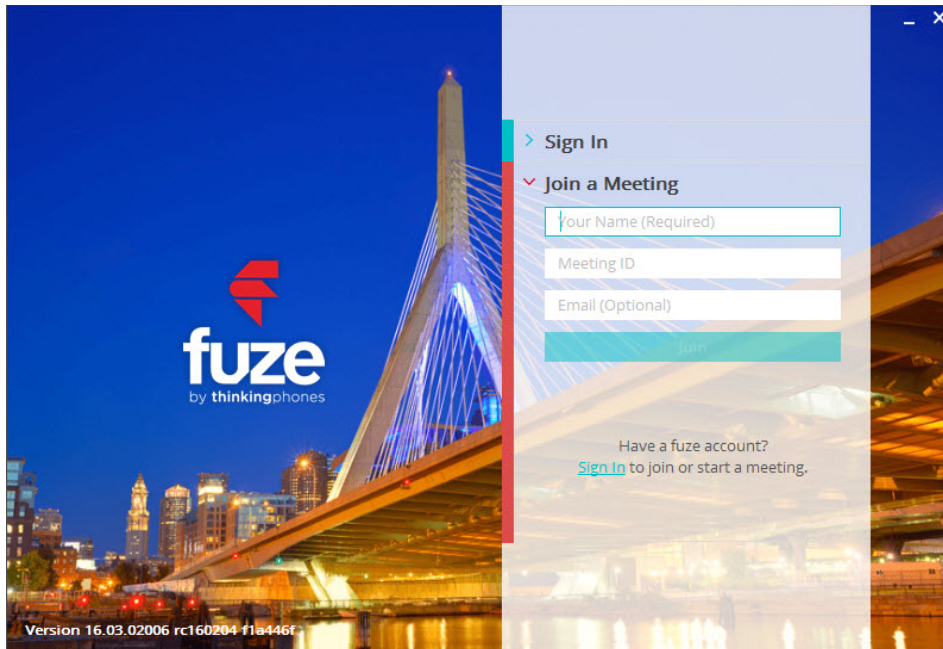 Sign In
Join a Meeting
Your Name (Required)
Meeting ID
Email (Optional)
Join
Have a fuze account?
Sign In to join or start a meeting.
fuze
by thinkingphones
Version 16.03.02006 rc160204 f1a446f